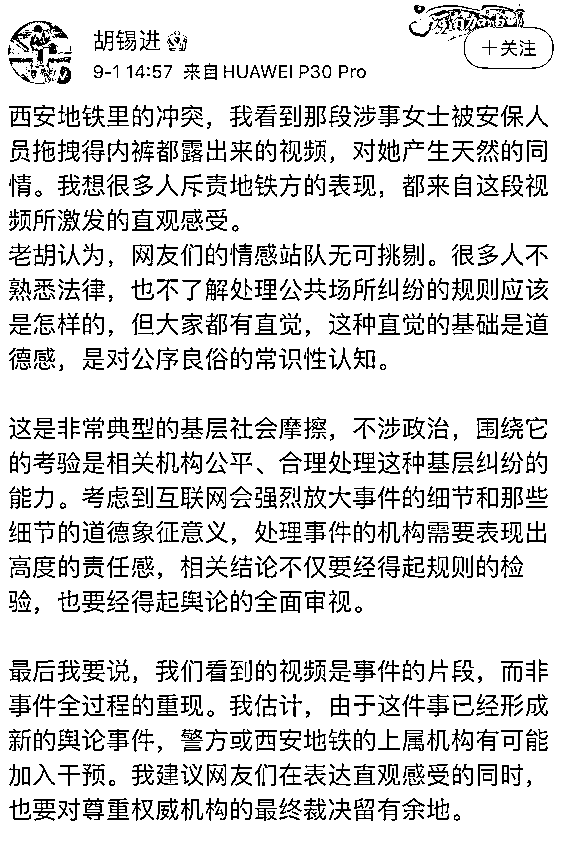 胡锡进
9-1 14:57 来自 HUAWEI P30 Pro
+关注
西安地铁里的冲突，我看到那段涉事女士被安保人
员拖拽得内裤都露出来的视频，对她产生天然的同
情。我想很多人斥责地铁方的表现，都来自这段视
频所激发的直观感受。
老胡认为，网友们的情感站队无可挑剔。很多人不
熟悉法律，也不了解处理公共场所纠纷的规则应该
是怎样的，但大家都有直觉，这种直觉的基础是道
德感，是对公序良俗的常识性认知。
这是非常典型的基层社会摩擦，不涉政治，围绕它
的考验是相关机构公平、合理处理这种基层纠纷的
能力。考虑到互联网会强烈放大事件的细节和那些
细节的道德象征意义，处理事件的机构需要表现出
高度的责任感，相关结论不仅要经得起规则的检
验，也要经得起舆论的全面审视。
最后我要说，我们看到的视频是事件的片段，而非
事件全过程的重现。我估计，由于这件事已经形成
新的舆论事件，警方或西安地铁的上属机构有可能
加入干预。我建议网友们在表达直观感受的同时，
也要对尊重权威机构的最终裁决留有余地。